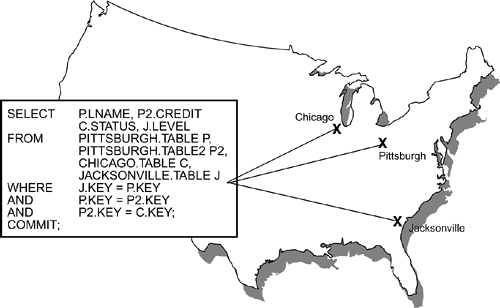 SELECT P.LNAME, P2.CREDIT
C.STATUS, J.LEVEL
FROM PITTSBURGH.TABLE P,
PITTSBURGH.TABLE2 P2,
CHICAGO.TABLE C,
JACKSONVILLE.TABLE J
WHERE J.KEY = P.KEY
AND P.KEY = P2.KEY
AND P2.KEY = C.KEY;
COMMIT;
Chicago
X
X
Pittsburgh
X
Jacksonville